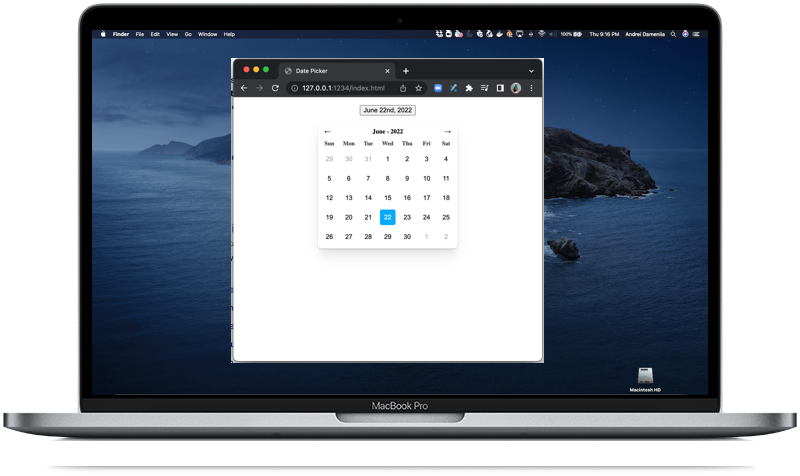 Finder File Edit View Go Window Help 100% Thu 9:16 PM Andrei Dameniia
Date Picker
127.0.0.1:1234/index.html
June 22nd, 2022
← June - 2022 →
Sun Mon Tue Wed Thu Fri Sat
29 30 31 1 2 3 4
5 6 7 8 9 10 11
12 13 14 15 16 17 18
19 20 21 22 23 24 25
26 27 28 29 30 1 2
Macintosh HD
MacBook Pro